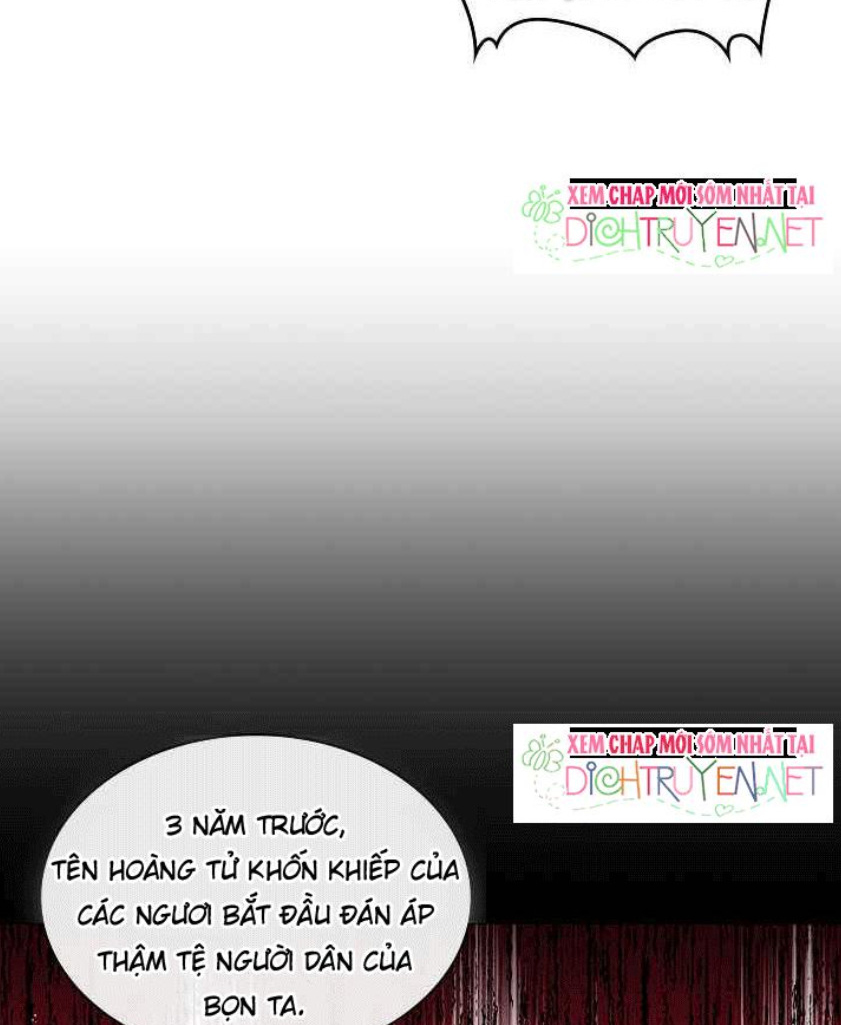 XEM CHAP MỚI SỚM NHẤT TẠI
DICHTRUYEN.NET
XEM CHAP MỚI SỚM NHẤT TẠI
DICHTRUYEN.NET
3 NĂM TRƯỚC,
TÊN HOÀNG TỬ KHỐN KHIẾP CỦA
CÁC NGƯƠI BẮT ĐẦU ĐÁN ÁP
THẬM TỆ NGƯỜI DÂN CỦA
BỌN TA.